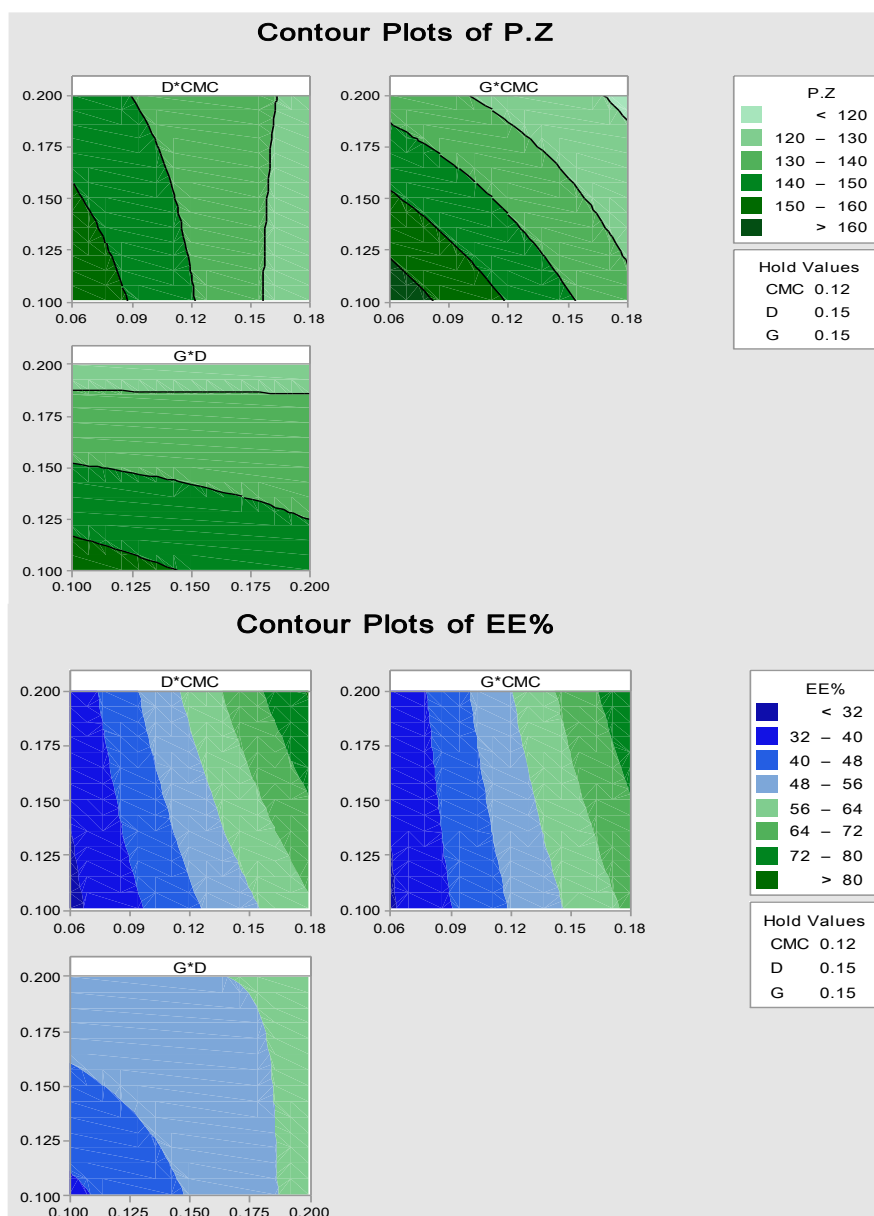 Contour Plots of P.Z
D*CMC
0.200
0.175
0.150
0.125
0.100
0.06 0.09 0.12 0.15 0.18
G*CMC
0.200
0.175
0.150
0.125
0.100
0.06 0.09 0.12 0.15 0.18
P.Z
< 120
120 – 130
130 – 140
140 – 150
150 – 160
> 160
Hold Values
CMC 0.12
D 0.15
G 0.15
G*D
0.200
0.175
0.150
0.125
0.100
0.100 0.125 0.150 0.175 0.200
Contour Plots of EE%
D*CMC
0.200
0.175
0.150
0.125
0.100
0.06 0.09 0.12 0.15 0.18
G*CMC
0.200
0.175
0.150
0.125
0.100
0.06 0.09 0.12 0.15 0.18
EE%
< 32
32 – 40
40 – 48
48 – 56
56 – 64
64 – 72
72 – 80
> 80
Hold Values
CMC 0.12
D 0.15
G 0.15
G*D
0.200
0.175
0.150
0.125
0.100
0.100 0.125 0.150 0.175 0.200